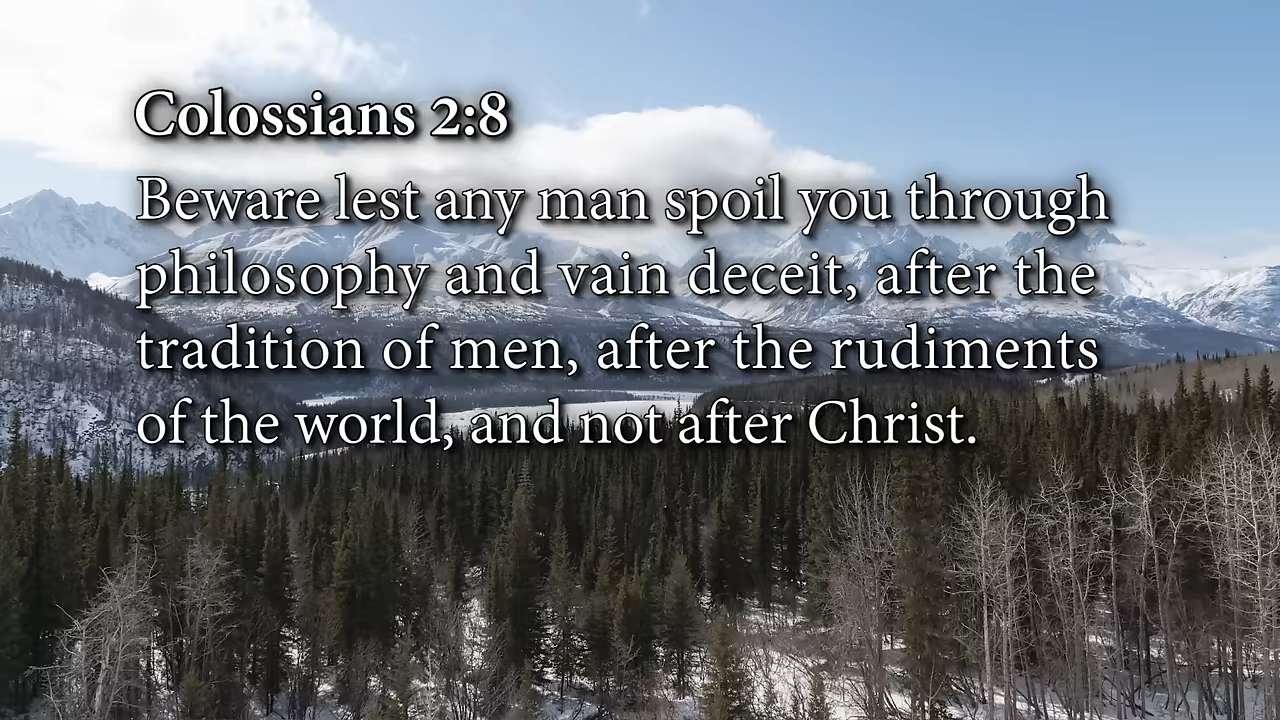 Colossians 2:8
Beware lest any man spoil you through
philosophy and vain deceit, after the
tradition of men, after the rudiments
of the world, and not after Christ.